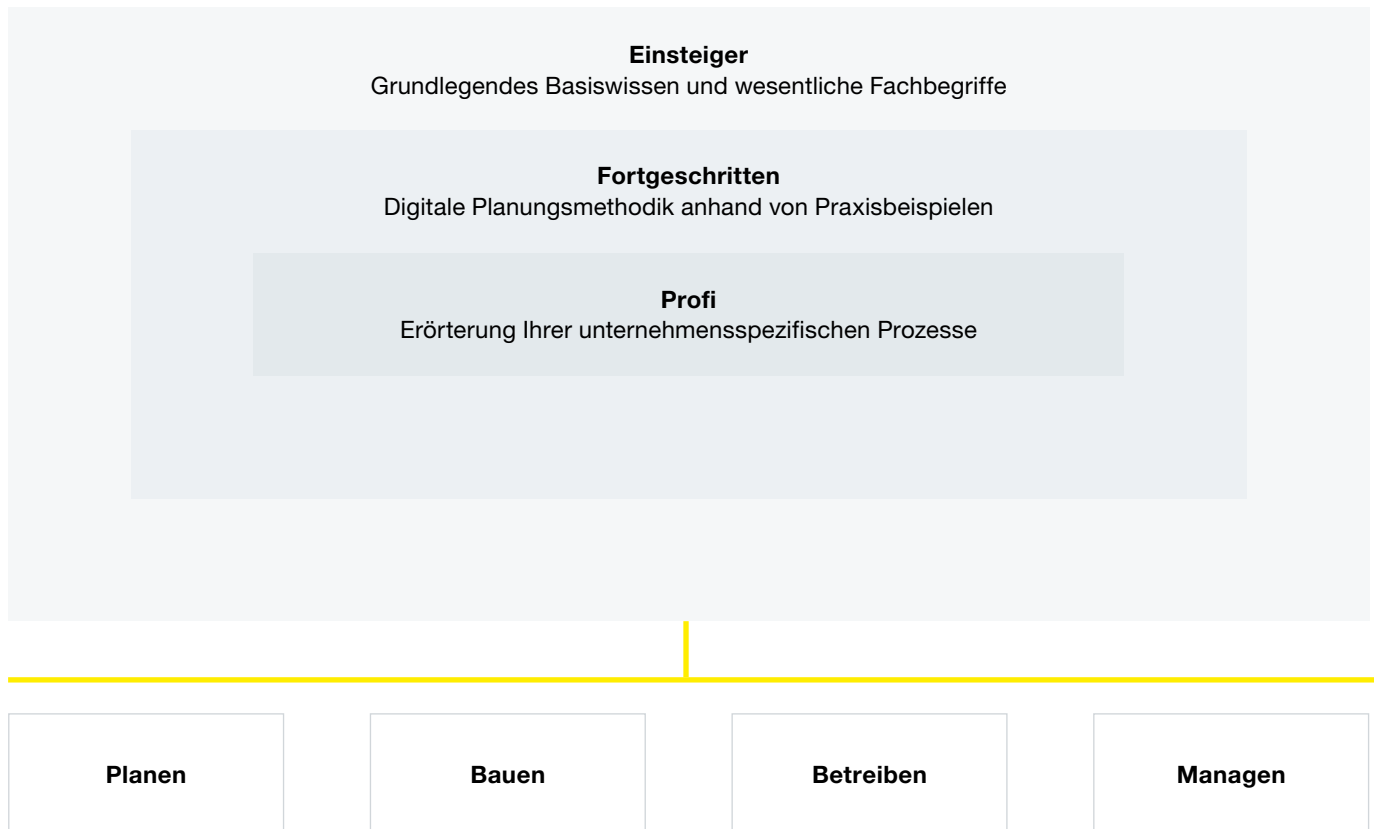 Einsteiger
Grundlegendes Basiswissen und wesentliche Fachbegriffe
Fortgeschritten
Digitale Planungsmethodik anhand von Praxisbeispielen
Profi
Erörterung Ihrer unternehmensspezifischen Prozesse
Planen
Bauen
Betreiben
Managen